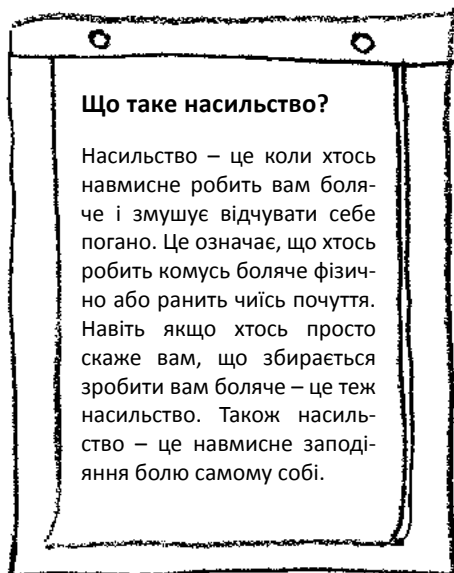 Що таке насильство?
Насильство – це коли хтось
навмисне робить вам боля-
че і змушує відчувати себе
погано. Це означає, що хтось
робить комусь боляче фізич-
но або ранить чиїсь почуття.
Навіть якщо хтось просто
скаже вам, що збирається
зробити вам боляче – це теж
насильство. Також насиль-
ство – це навмисне заподі-
яння болю самому собі.